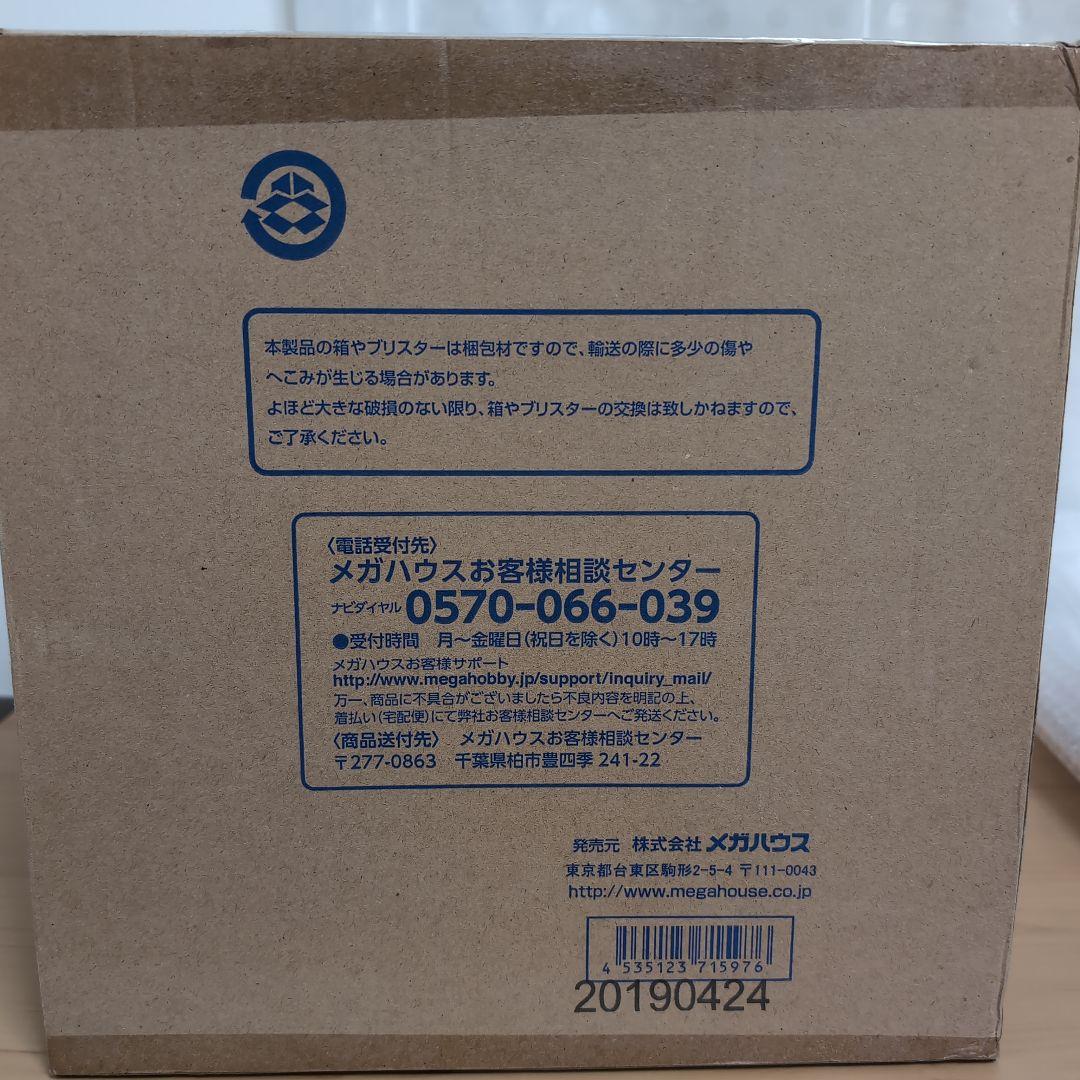 本製品の箱やブリスターは梱包材ですので、輸送の際に多少の傷や
へこみが生じる場合があります。
よほど大きな破損のない限り、箱やブリスターの交換は致しかねますので、
ご了承ください。
〈電話受付先〉
メガハウスお客様相談センター
ナビダイヤル 0570-066-039
●受付時間 月〜金曜日(祝日を除く)10時〜17時
メガハウスお客様サポート
http://www.megahobby.jp/support/inquiry_mail/
万一、商品に不具合がございましたら不良内容を明記の上、
着払い(宅配便)にて弊社お客様相談センターへご発送ください。
〈商品送付先〉 メガハウスお客様相談センター
〒277-0863 千葉県柏市豊四季 241-22
発売元 株式会社 メガハウス
東京都台東区駒形2-5-4 〒111-0043
http://www.megahouse.co.jp
4 535123 715976
20190424